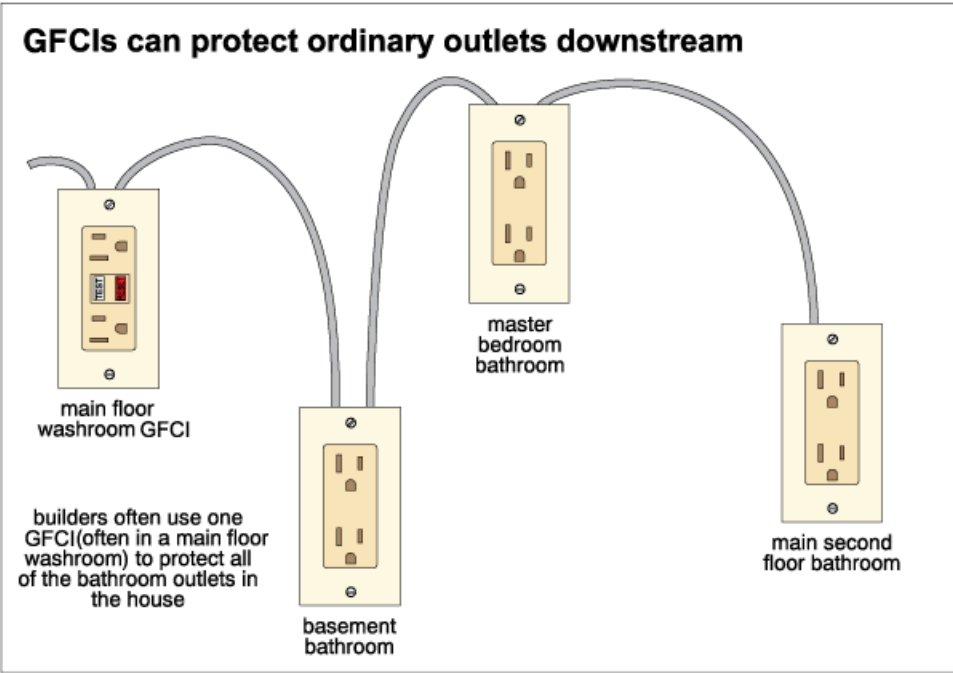 GFCIs can protect ordinary outlets downstream
TEST
RESET
main floor
washroom GFCI
master
bedroom
bathroom
main second
floor bathroom
builders often use one
GFCI(often in a main floor
washroom) to protect all
of the bathroom outlets in
the house
basement
bathroom